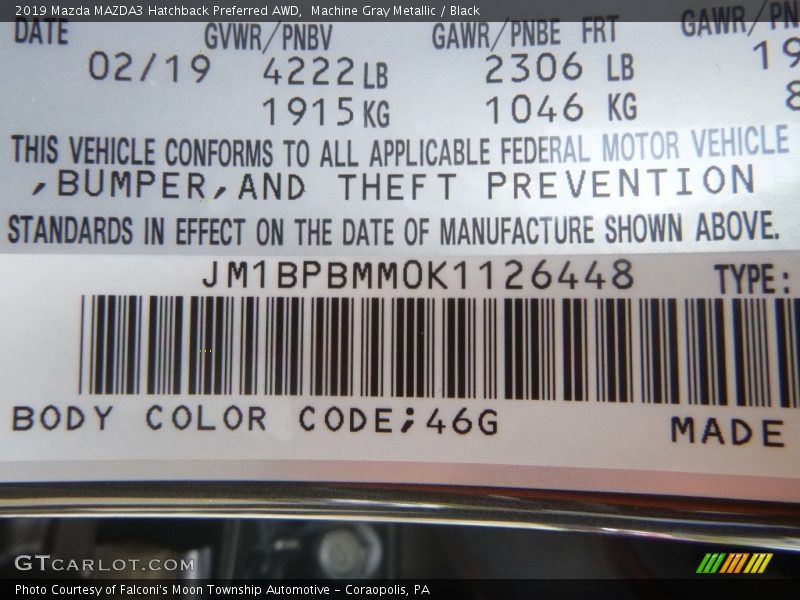 2019 Mazda MAZDA3 Hatchback Preferred AWD,  Machine Gray Metallic / Black
DATE GVWR/PNBV GAWR/PNBE FRT GAWR/PN
02/19 4222 LB 2306 LB 19
1915 KG 1046 KG 8
THIS VEHICLE CONFORMS TO ALL APPLICABLE FEDERAL MOTOR VEHICLE
,BUMPER,AND THEFT PREVENTION
STANDARDS IN EFFECT ON THE DATE OF MANUFACTURE SHOWN ABOVE.
JM1BPBMM0K1126448 TYPE:
BODY COLOR CODE;46G MADE
GTCARLOT.COM
Photo Courtesy of Falconi's Moon Township Automotive - Coraopolis, PA